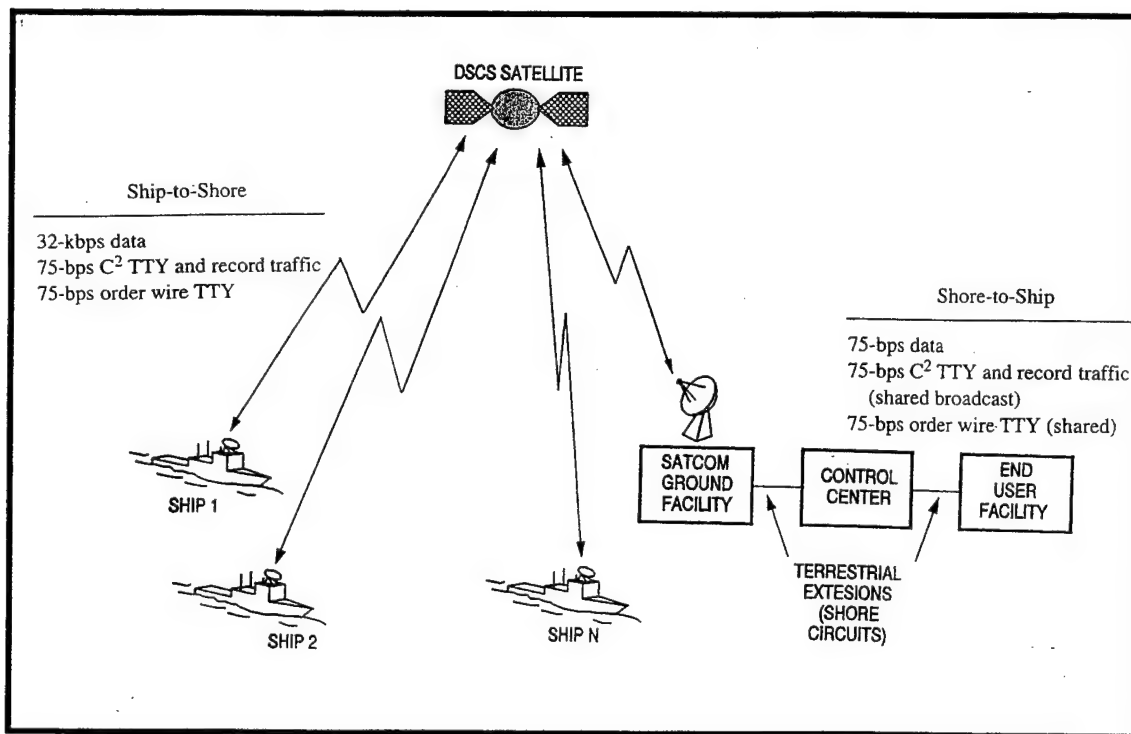 DSCS SATELLITE
Ship-to-Shore
32-kbps data
75-bps C² TTY and record traffic
75-bps order wire TTY
Shore-to-Ship
75-bps data
75-bps C² TTY and record traffic
(shared broadcast)
75-bps order wire TTY (shared)
SHIP 1
SHIP 2
SHIP N
SATCOM
GROUND
FACILITY
CONTROL
CENTER
END
USER
FACILITY
TERRESTRIAL
EXTESIONS
(SHORE
CIRCUITS)